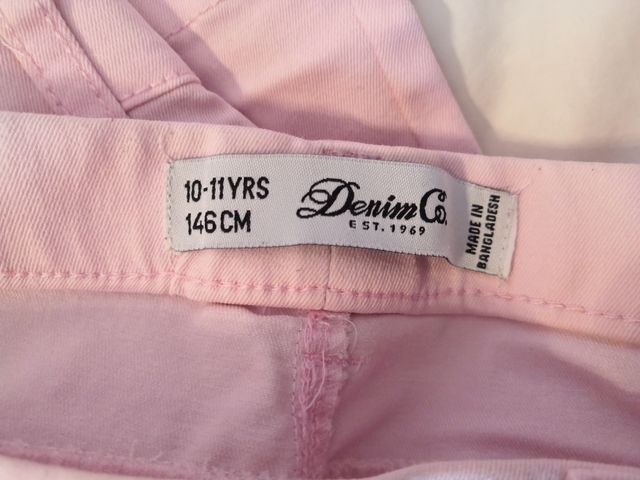 10-11YRS
146CM
Denim Co.
EST. 1969
MADE IN
BANGLADESH